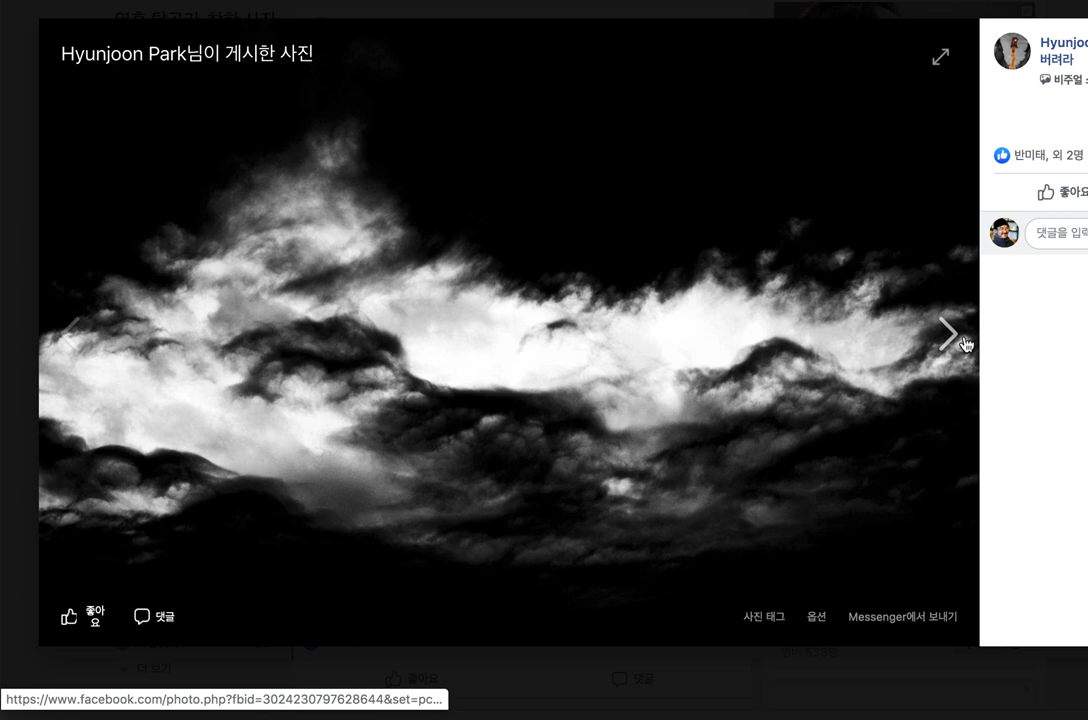 Hyunjoon Park님이 게시한 사진
버려라
비주얼
반미태, 외 2명
좋아요
댓글을
좋아
요
댓글
사진 태그
옵션
Messenger에서 보내기
더 보기
좋아요
댓글
https://www.facebook.com/photo.php?fbid=3024230797628644&set=pc...